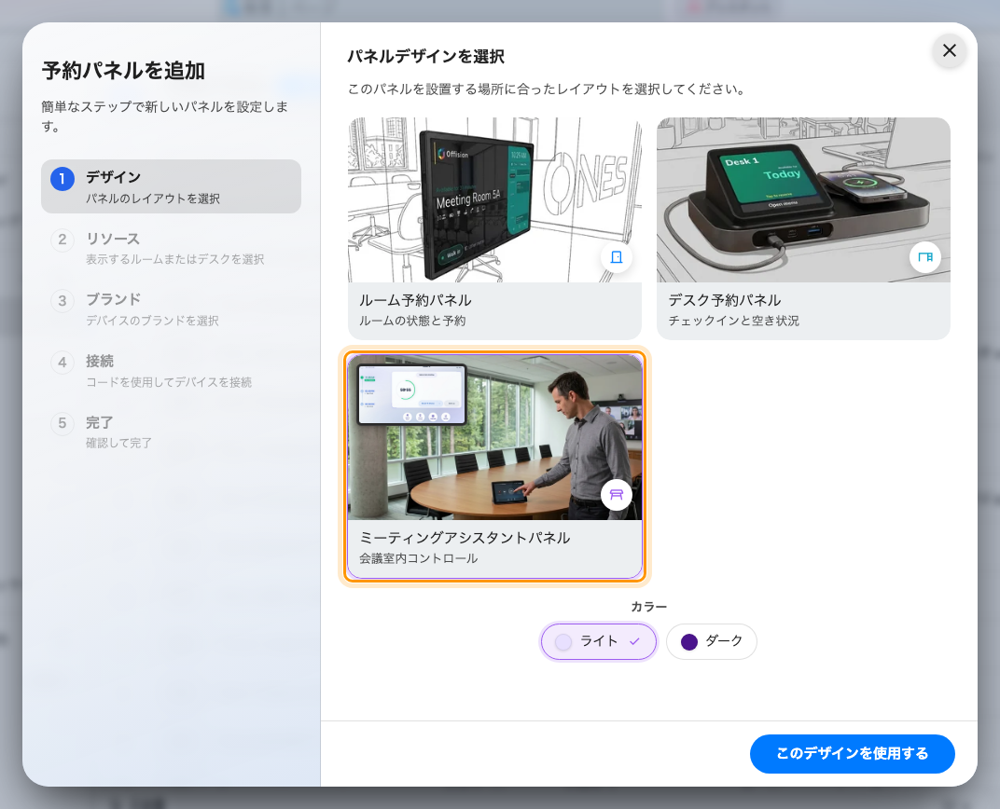 予約パネルを追加
簡単なステップで新しいパネルを設定しま
す。
1
デザイン
パネルのレイアウトを選択
2
リソース
表示するルームまたはデスクを選択
3
ブランド
デバイスのブランドを選択
4
接続
コードを使用してデバイスを接続
5
完了
確認して完了
パネルデザインを選択
このパネルを設置する場所に合ったレイアウトを選択してください。
Offision
10:29 AM
Meeting Room 5A
Walk in
ONES
ルーム予約パネル
ルームの状態と予約
Desk 1
Today
Tap to reserve
Open menu
デスク予約パネル
チェックインと空き状況
ミーティングアシスタントパネル
会議室内コントロール
カラー
ライト
ダーク
このデザインを使用する